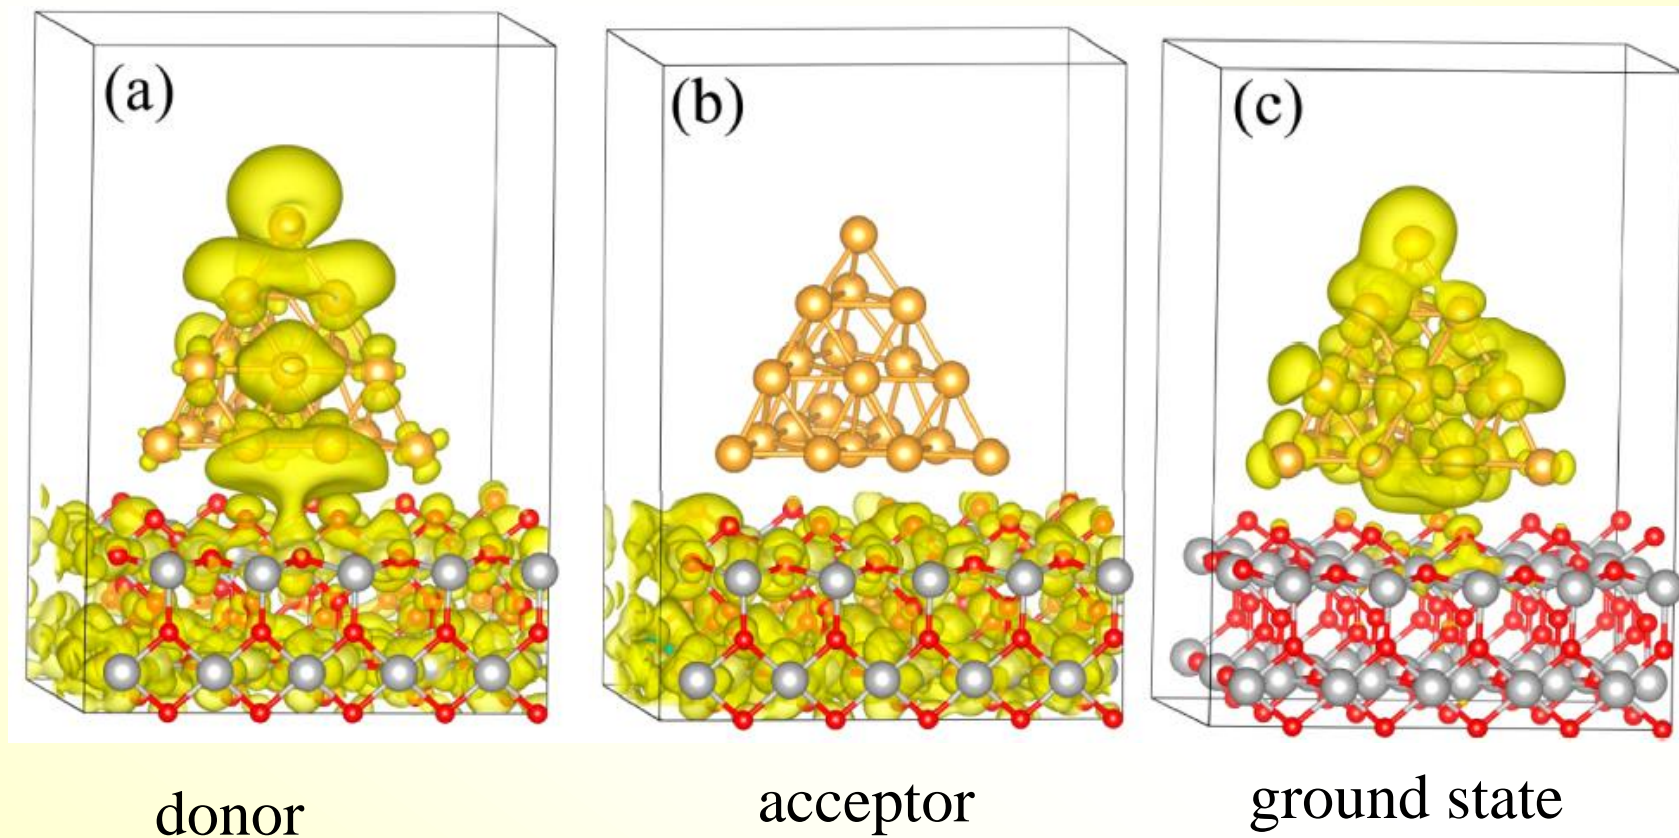 (a)
(b)
(c)
donor
acceptor
ground state